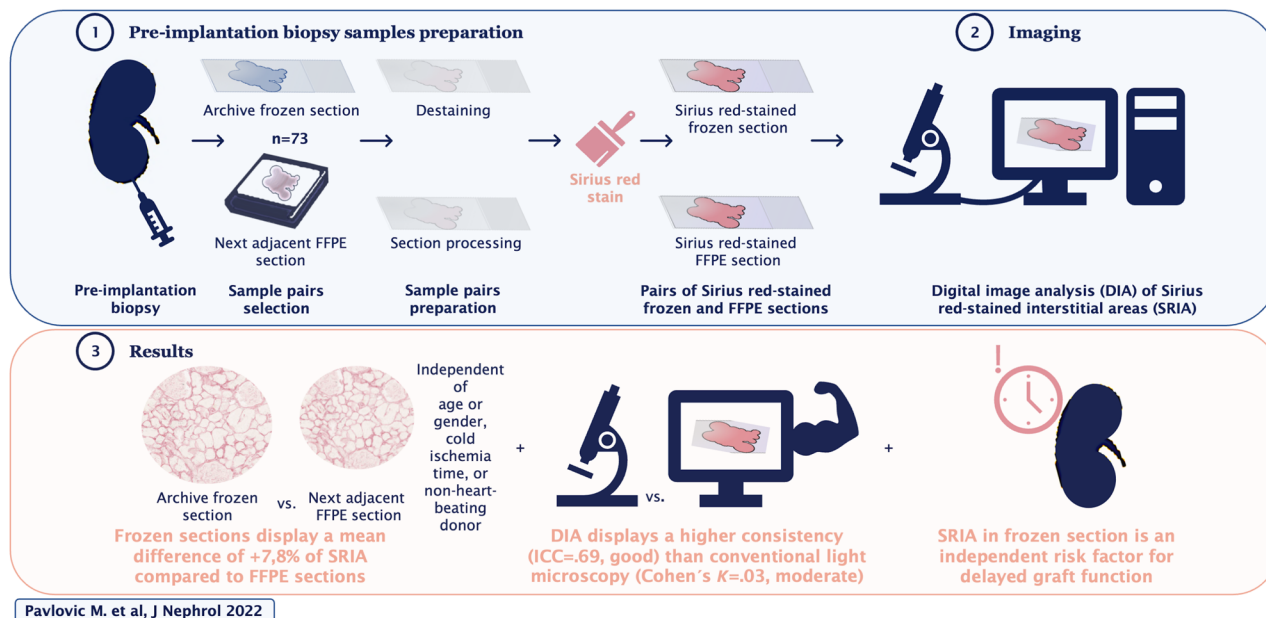 1 Pre-implantation biopsy samples preparation
2 Imaging
Archive frozen section
n=73
Next adjacent FFPE
section
Destaining
Section processing
Sirius red
stain
Sirius red-stained
frozen section
Sirius red-stained
FFPE section
Pre-implantation
biopsy
Sample pairs
selection
Sample pairs
preparation
Pairs of Sirius red-stained
frozen and FFPE sections
Digital image analysis (DIA) of Sirius
red-stained interstitial areas (SRIA)
3 Results
Archive frozen
section
vs.
Next adjacent
FFPE section
Independent
of
age or
gender,
cold
ischemia
time, or
non-heart-
beating
donor
Frozen sections display a mean
difference of +7,8% of SRIA
compared to FFPE sections
+
vs.
DIA displays a higher consistency
(ICC=.69, good) than conventional light
microscopy (Cohen´s K=.03, moderate)
+
!
SRIA in frozen section is an
independent risk factor for
delayed graft function
Pavlovic M. et al, J Nephrol 2022